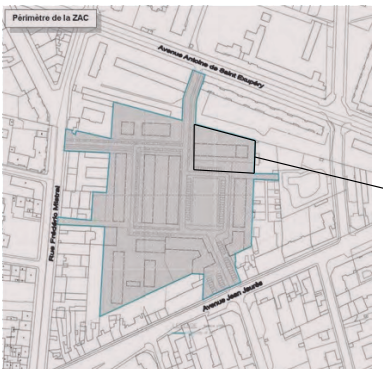 Périmètre de la ZAC
Avenue Antoine de Saint Exupéry
Rue Frédéric Mistral
Avenue Jean Jaurès